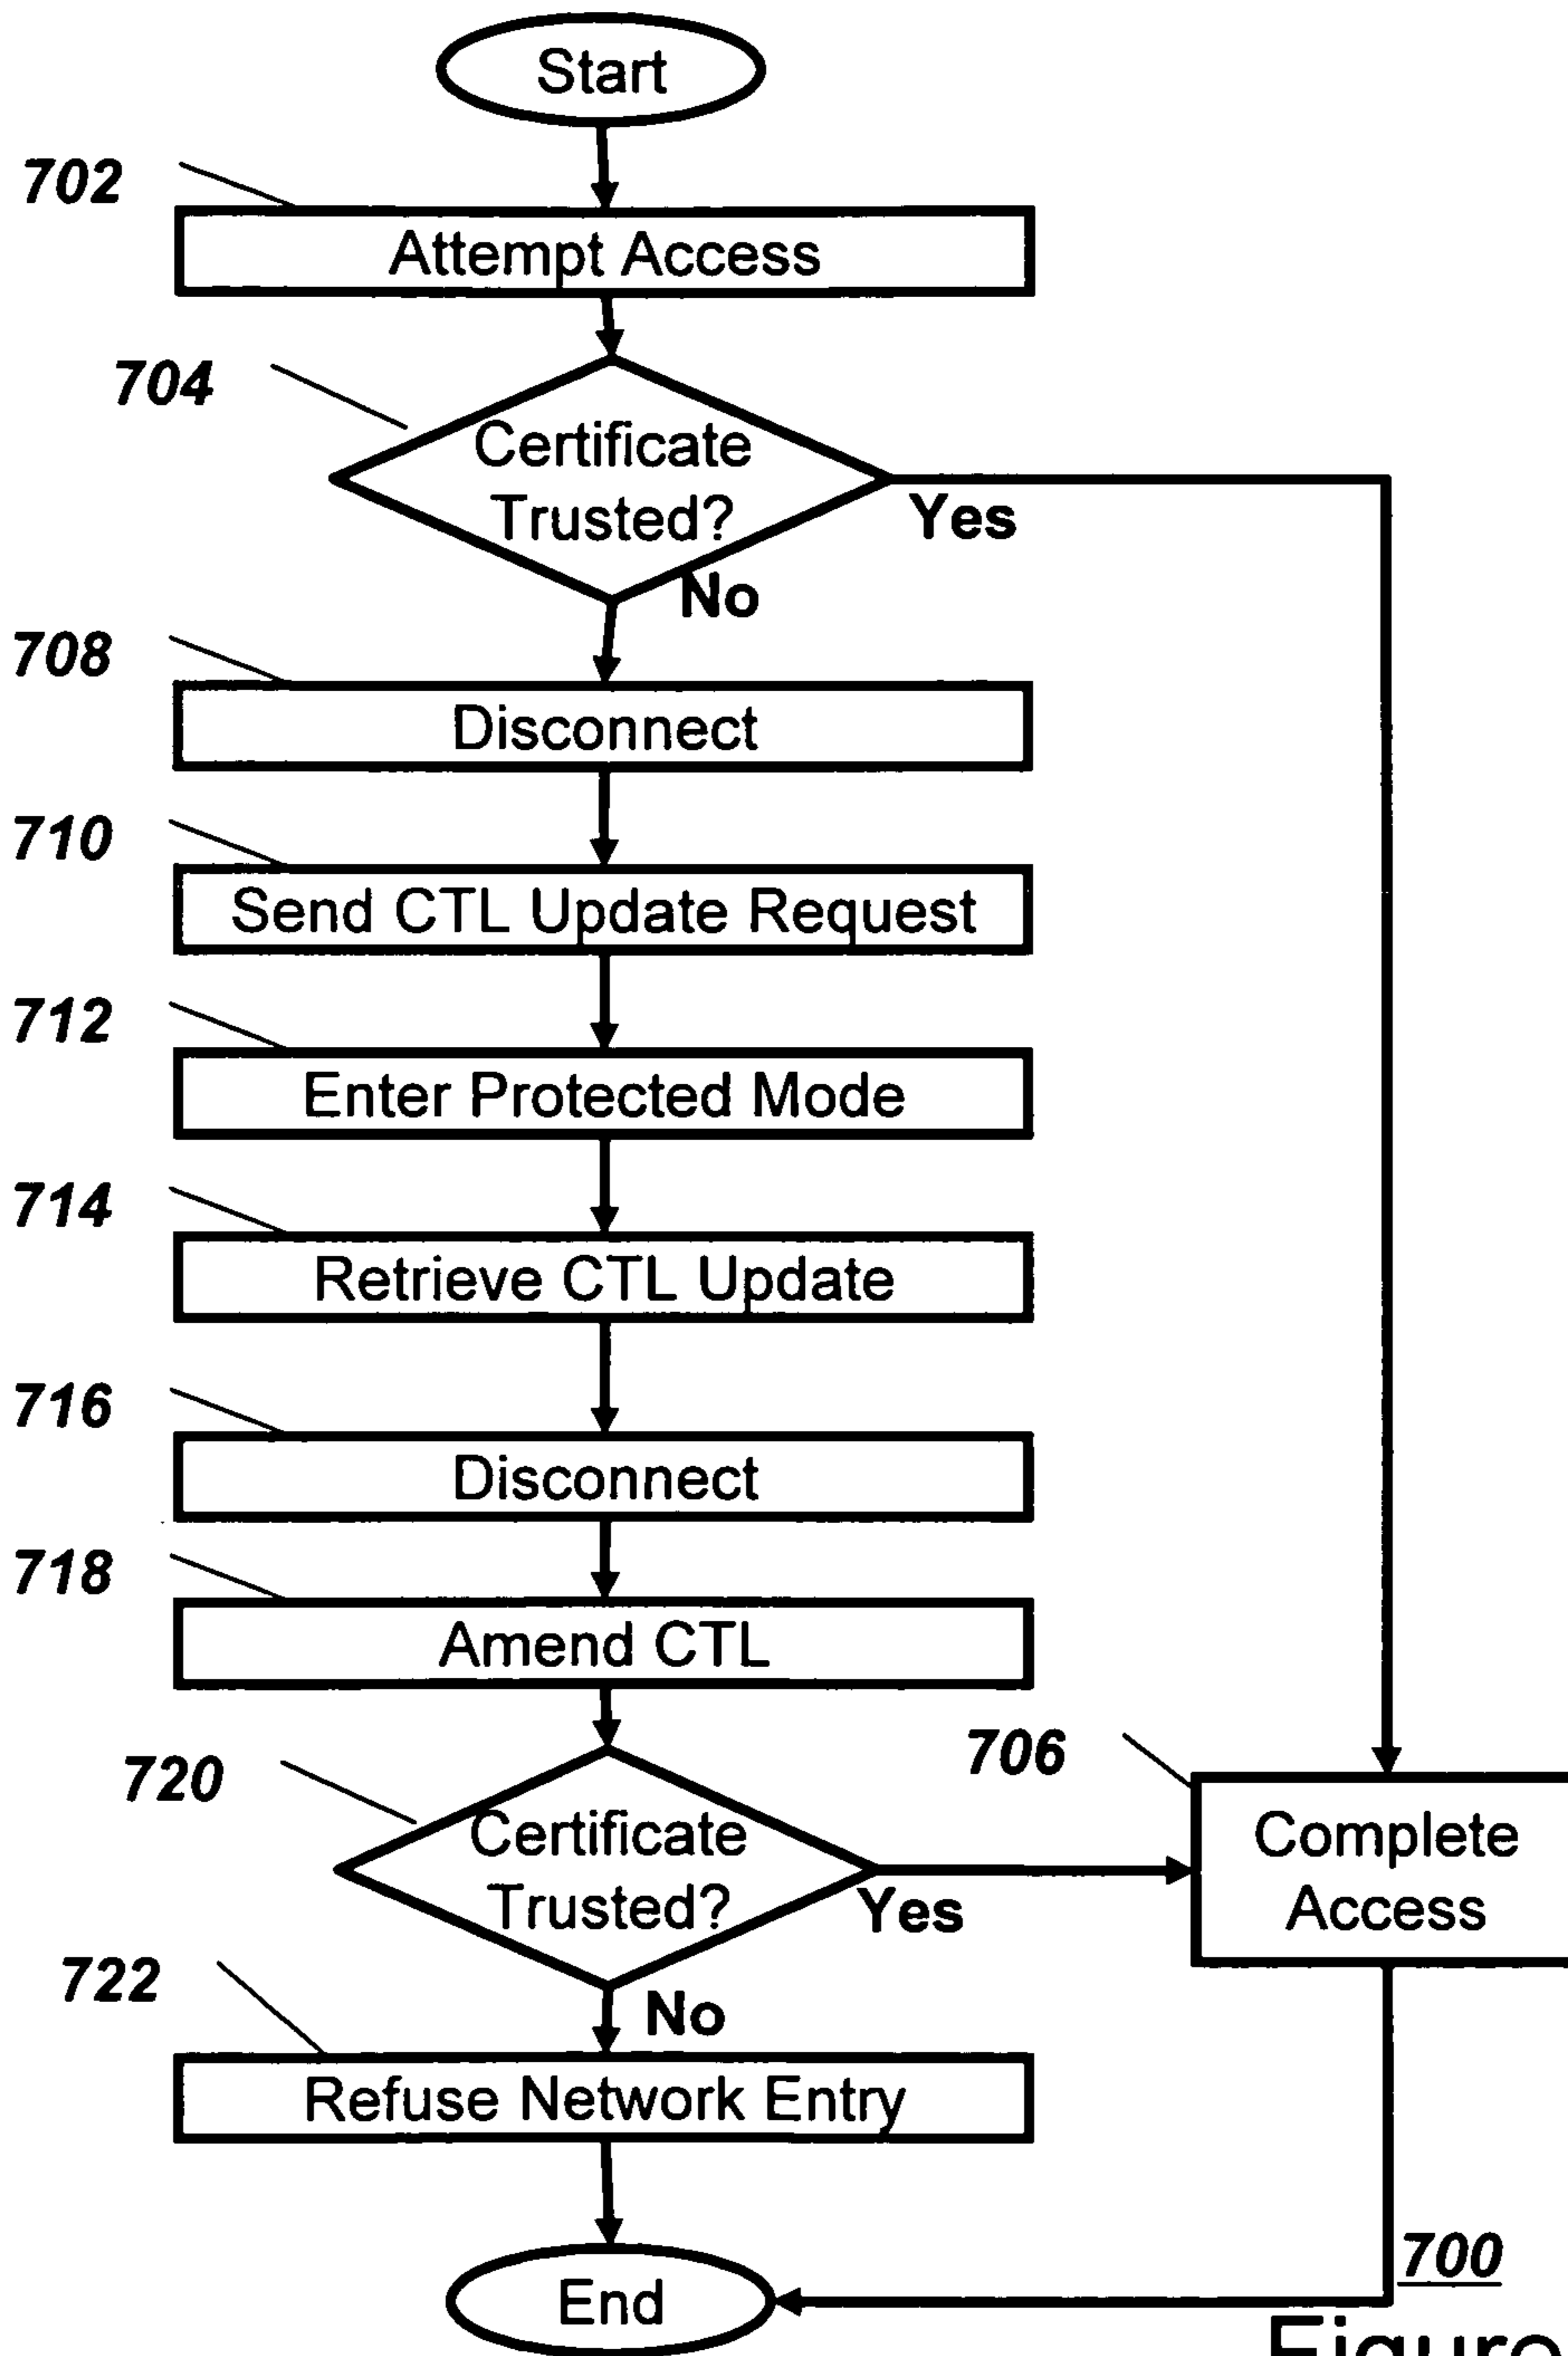 Start
702
Attempt Access
704
Certificate
Trusted?
Yes
No
708
Disconnect
710
Send CTL Update Request
712
Enter Protected Mode
714
Retrieve CTL Update
716
Disconnect
718
Amend CTL
706
720
Certificate
Trusted?
Yes
Complete
Access
722
No
Refuse Network Entry
700
End
Figure